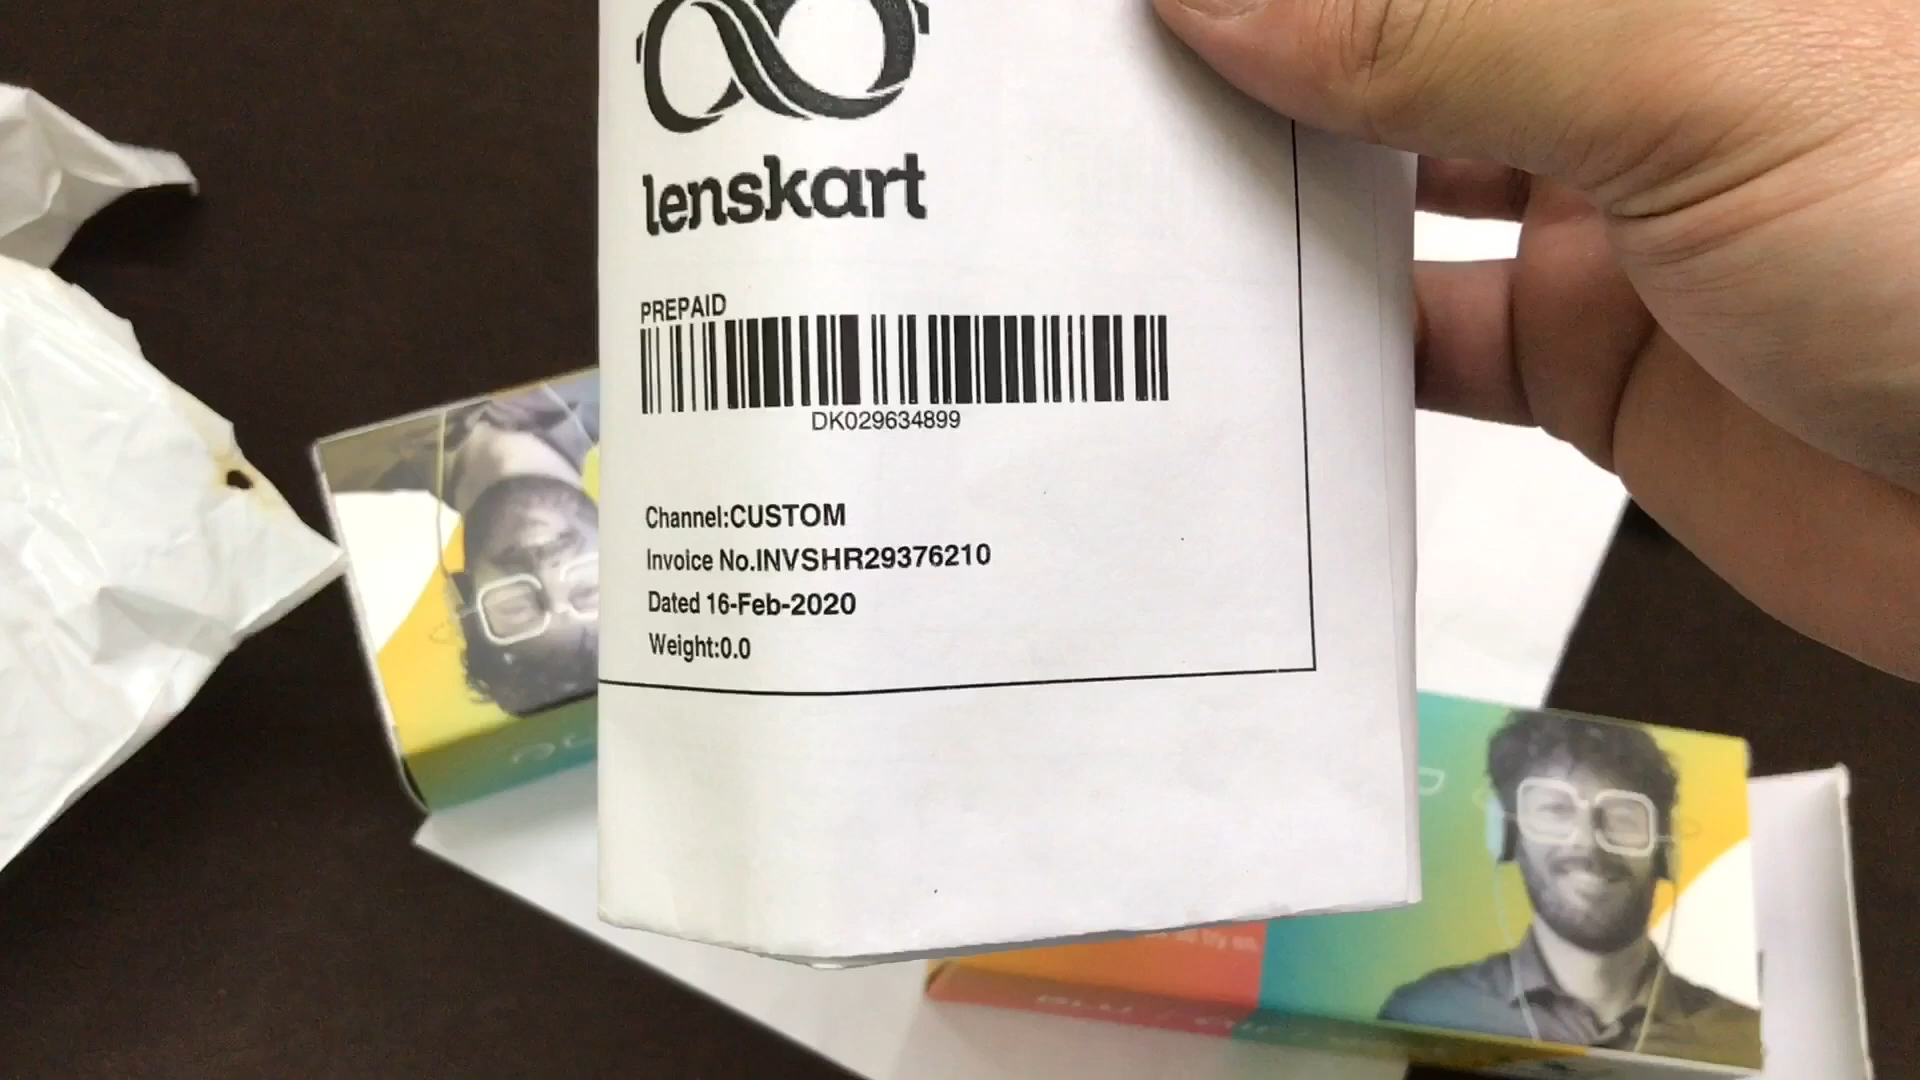 lenskart
PREPAID
DK029634899
Channel:CUSTOM
Invoice No.INVSHR29376210
Dated 16-Feb-2020
Weight:0.0